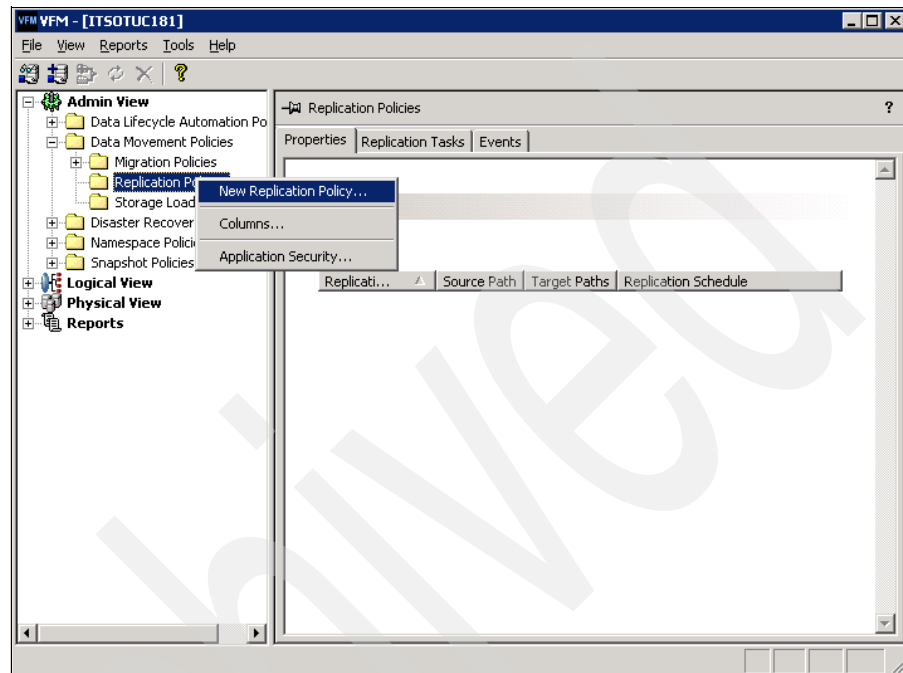 VFM VFM - [ITSOTUC181]
File View Reports Tools Help
Admin View
Data Lifecycle Automation Po
Data Movement Policies
Migration Policies
Replication Po
Storage Load
Disaster Recover
Namespace Polici
Snapshot Policies
Logical View
Physical View
Reports
New Replication Policy...
Columns...
Application Security...
Replication Policies ?
Properties Replication Tasks Events
Replicati... Source Path Target Paths Replication Schedule
hived